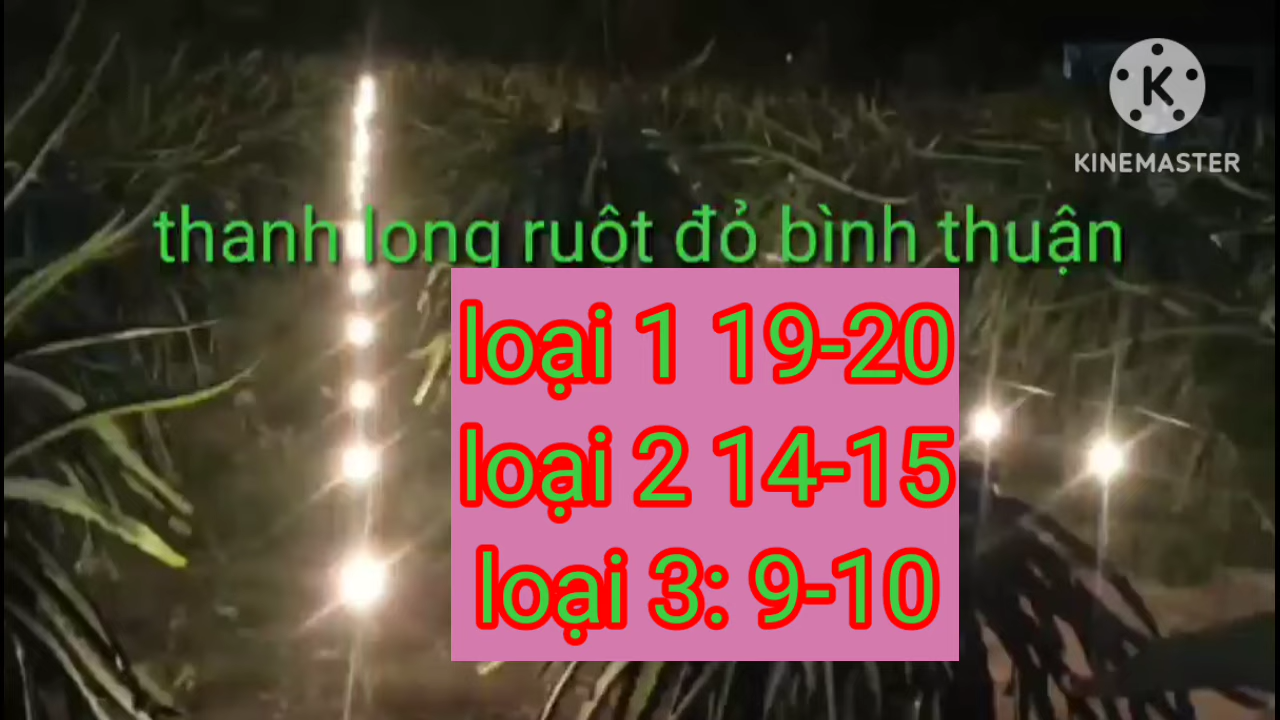 KINEMASTER
thanh long ruột đỏ bình thuận
loại 1 19-20
loại 2 14-15
loại 3: 9-10